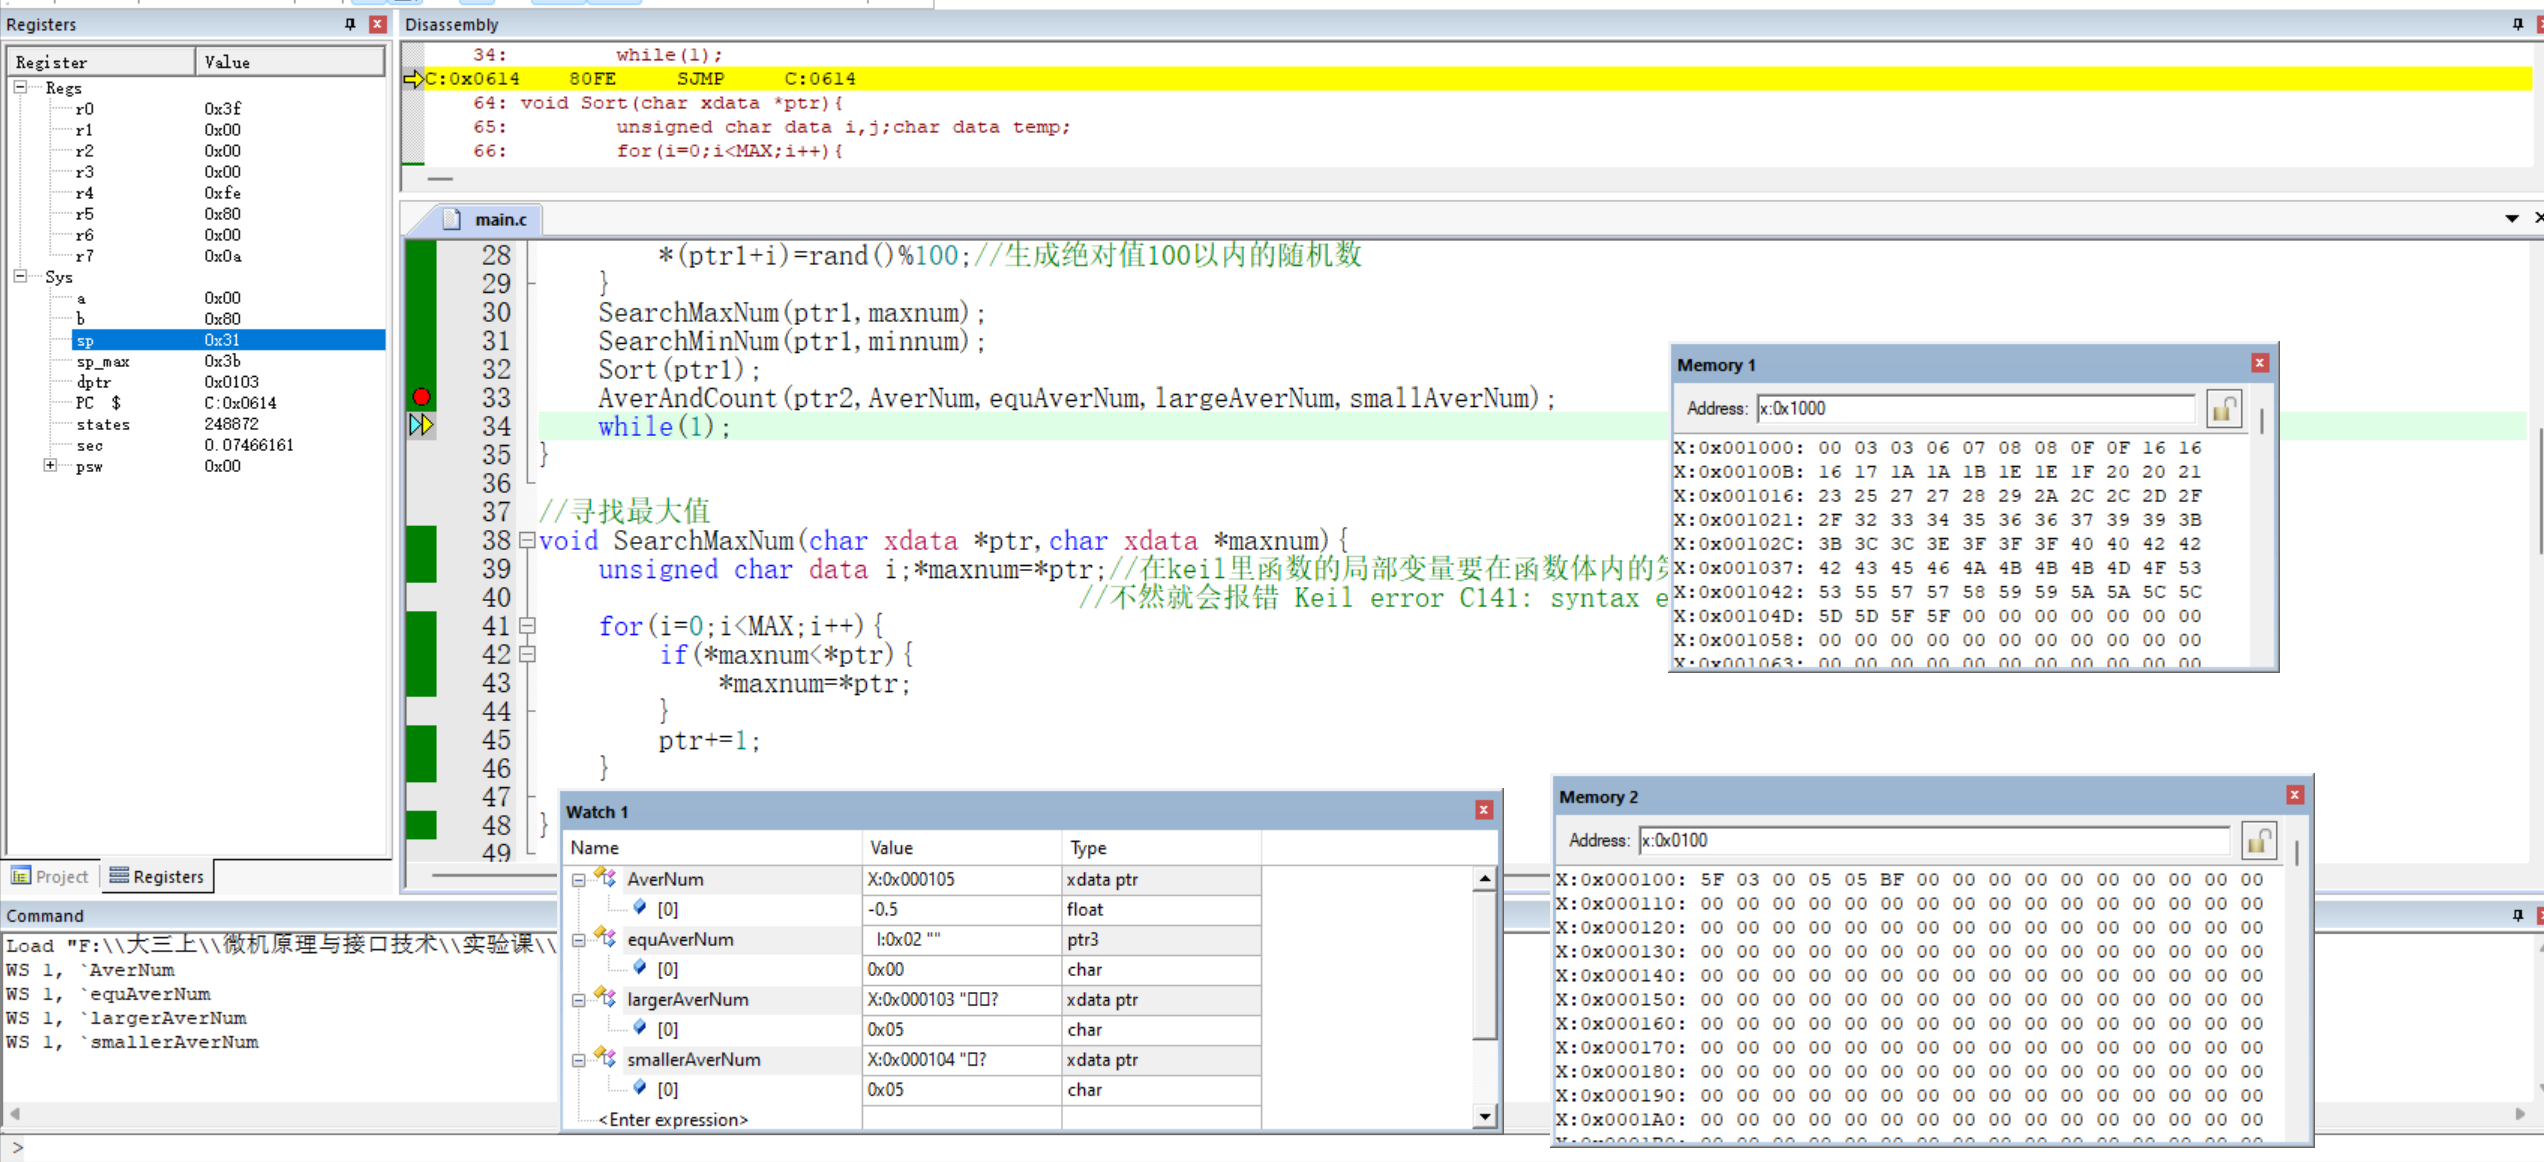 Registers
Register Value
Regs
r0 0x3f
r1 0x00
r2 0x00
r3 0x00
r4 0xfe
r5 0x80
r6 0x00
r7 0x0a
Sys
a 0x00
b 0x80
sp 0x31
sp_max 0x3b
dptr 0x0103
PC $ C:0x0614
states 248872
sec 0.07466161
psw 0x00
Project Registers
Disassembly
34: while(1);
C:0x0614 80FE SJMP C:0614
64: void Sort(char xdata *ptr){
65: unsigned char data i,j;char data temp;
66: for(i=0;i<MAX;i++){
main.c
28 *(ptr1+i)=rand()%100;//生成绝对值100以内的随机数
29 }
30 SearchMaxNum(ptr1,maxnum);
31 SearchMinNum(ptr1,minnum);
32 Sort(ptr1);
33 AverAndCount(ptr2,AverNum,equAverNum,largeAverNum,smallAverNum);
34 while(1);
35 }
36
37 //寻找最大值
38 void SearchMaxNum(char xdata *ptr,char xdata *maxnum){
39 unsigned char data i;*maxnum=*ptr;//在keil里函数的局部变量要在函数体内的第
40 //不然就会报错 Keil error C141: syntax e
41 for(i=0;i<MAX;i++){
42 if(*maxnum<*ptr){
43 *maxnum=*ptr;
44 }
45 ptr+=1;
46 }
47
48 }
49
Memory 1
Address: x:0x1000
X:0x001000: 00 03 03 06 07 08 08 0F 0F 16 16
X:0x00100B: 16 17 1A 1A 1B 1E 1E 1F 20 20 21
X:0x001016: 23 25 27 27 28 29 2A 2C 2C 2D 2F
X:0x001021: 2F 32 33 34 35 36 36 37 39 39 3B
X:0x00102C: 3B 3C 3C 3E 3F 3F 3F 40 40 42 42
X:0x001037: 42 43 45 46 4A 4B 4B 4B 4D 4F 53
X:0x001042: 53 55 57 57 58 59 59 5A 5A 5C 5C
X:0x00104D: 5D 5D 5F 5F 00 00 00 00 00 00 00
X:0x001058: 00 00 00 00 00 00 00 00 00 00 00
X:0x001063: 00 00 00 00 00 00 00 00 00 00 00
Watch 1
Name Value Type
AverNum X:0x000105 xdata ptr
[0] -0.5 float
equAverNum I:0x02 "" ptr3
[0] 0x00 char
largerAverNum X:0x000103 "□□? xdata ptr
[0] 0x05 char
smallerAverNum X:0x000104 "□? xdata ptr
[0] 0x05 char
<Enter expression>
Memory 2
Address: x:0x0100
X:0x000100: 5F 03 00 05 05 BF 00 00 00 00 00 00 00 00 00 00
X:0x000110: 00 00 00 00 00 00 00 00 00 00 00 00 00 00 00 00
X:0x000120: 00 00 00 00 00 00 00 00 00 00 00 00 00 00 00 00
X:0x000130: 00 00 00 00 00 00 00 00 00 00 00 00 00 00 00 00
X:0x000140: 00 00 00 00 00 00 00 00 00 00 00 00 00 00 00 00
X:0x000150: 00 00 00 00 00 00 00 00 00 00 00 00 00 00 00 00
X:0x000160: 00 00 00 00 00 00 00 00 00 00 00 00 00 00 00 00
X:0x000170: 00 00 00 00 00 00 00 00 00 00 00 00 00 00 00 00
X:0x000180: 00 00 00 00 00 00 00 00 00 00 00 00 00 00 00 00
X:0x000190: 00 00 00 00 00 00 00 00 00 00 00 00 00 00 00 00
X:0x0001A0: 00 00 00 00 00 00 00 00 00 00 00 00 00 00 00 00
X:0x0001B0: 00 00 00 00 00 00 00 00 00 00 00 00 00 00 00 00
Command
Load "F:\\大三上\\微机原理与接口技术\\实验课\\
WS 1, `AverNum
WS 1, `equAverNum
WS 1, `largerAverNum
WS 1, `smallerAverNum
>